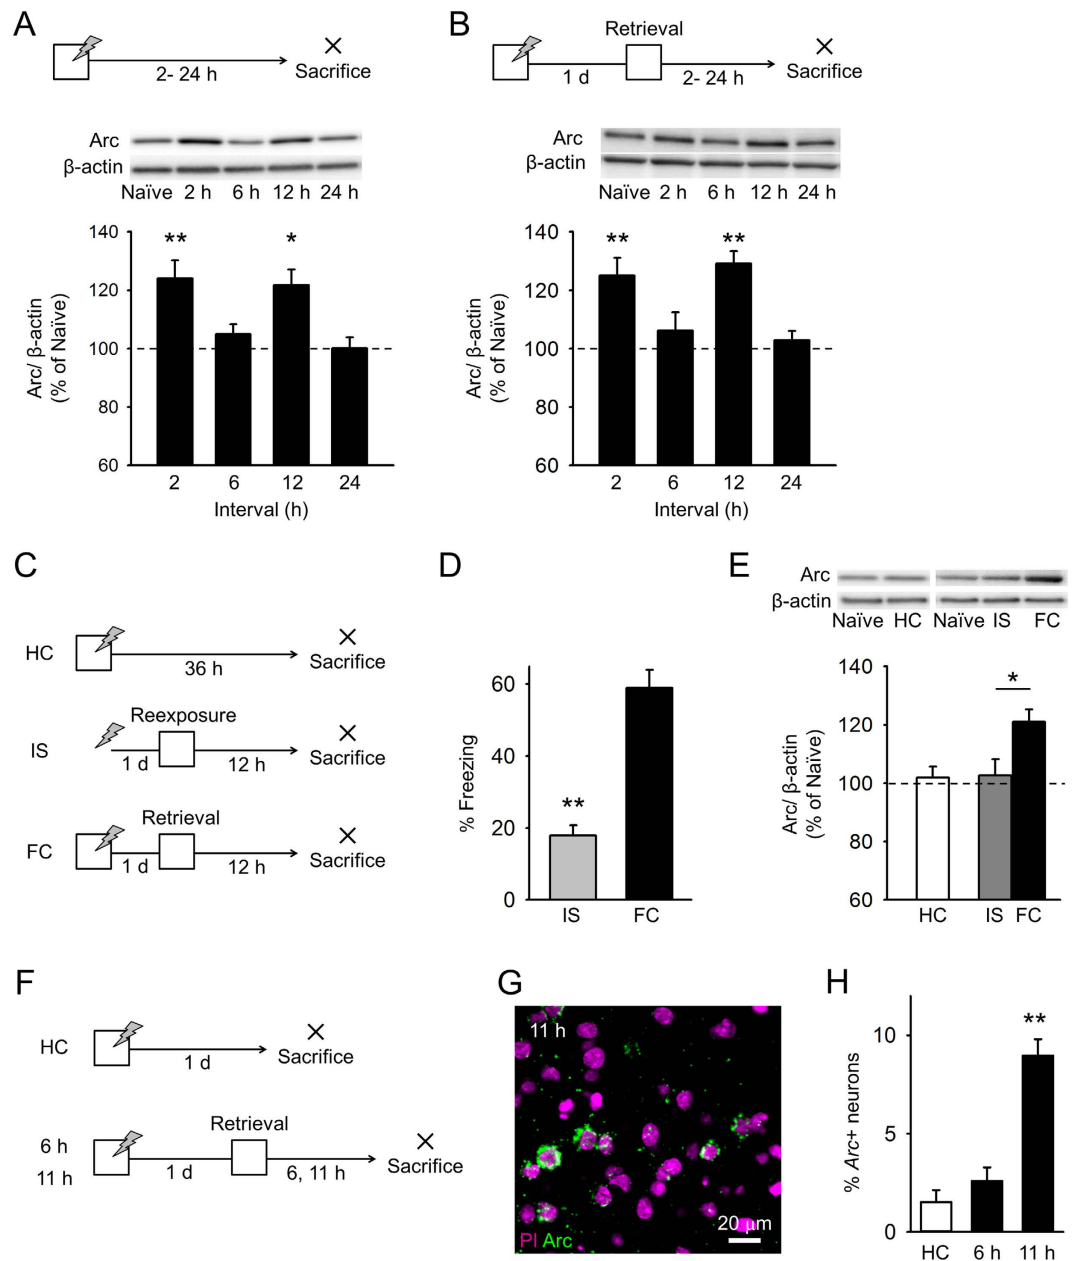 A
2- 24 h
Sacrifice
Arc
β-actin
Naïve 2 h 6 h 12 h 24 h
Arc/ β-actin
(% of Naïve)
140
**
*
120
100
80
60
2 6 12 24
Interval (h)
B
Retrieval
1 d
2- 24 h
Sacrifice
Arc
β-actin
Naïve 2 h 6 h 12 h 24 h
Arc/ β-actin
(% of Naïve)
140
**
**
120
100
80
60
2 6 12 24
Interval (h)
C
HC
36 h
Sacrifice
IS
Reexposure
1 d
12 h
Sacrifice
FC
Retrieval
1 d
12 h
Sacrifice
D
% Freezing
60
40
20
0
**
IS FC
E
Arc
β-actin
Naïve HC Naïve IS FC
Arc/ β-actin
(% of Naïve)
140
*
120
100
80
60
HC IS FC
F
HC
1 d
Sacrifice
6 h
11 h
Retrieval
1 d
6, 11 h
Sacrifice
G
11 h
20 μm
PI Arc
H
% Arc+ neurons
**
10
5
0
HC 6 h 11 h